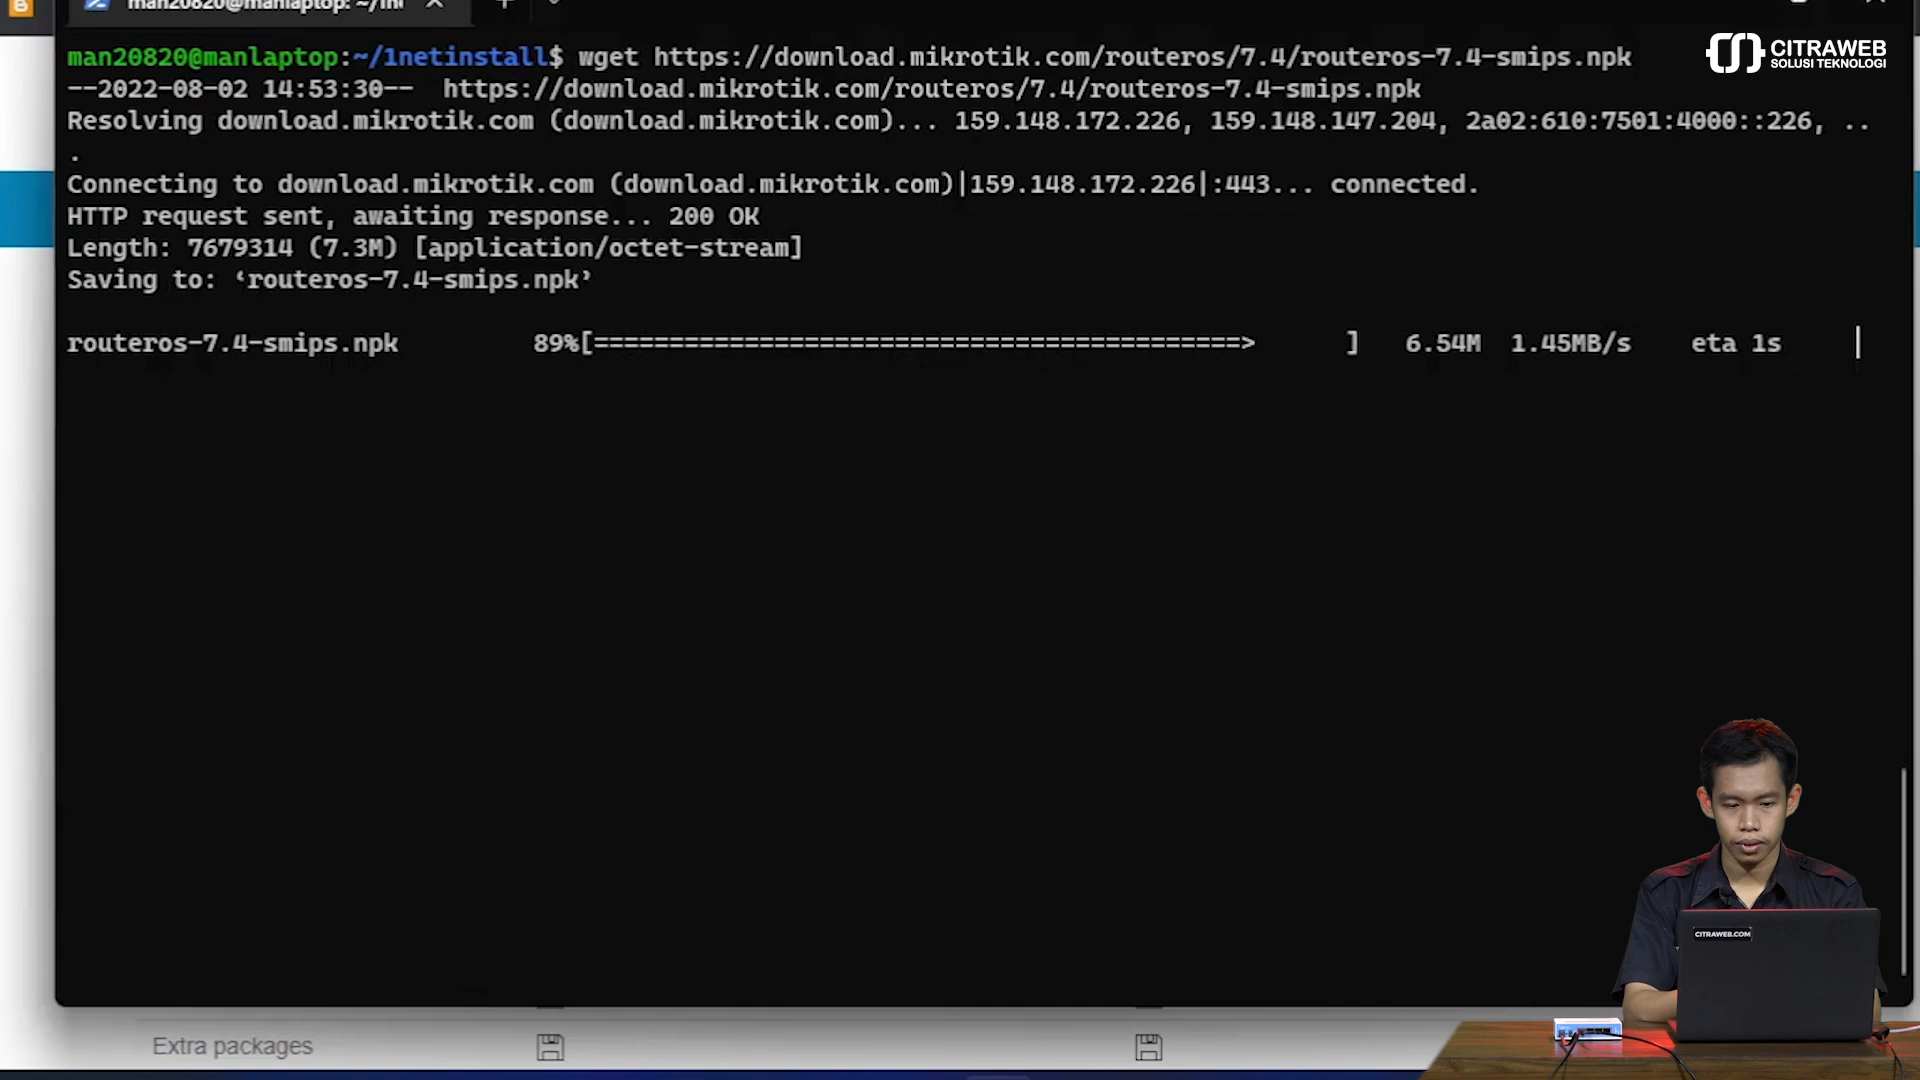 man20820@manlaptop: ~/1ne
CITRAWEB
SOLUSI TEKNOLOGI
man20820@manlaptop:~/1netinstall$ wget https://download.mikrotik.com/routeros/7.4/routeros-7.4-smips.npk
--2022-08-02 14:53:30--  https://download.mikrotik.com/routeros/7.4/routeros-7.4-smips.npk
Resolving download.mikrotik.com (download.mikrotik.com)... 159.148.172.226, 159.148.147.204, 2a02:610:7501:4000::226, ..
.
Connecting to download.mikrotik.com (download.mikrotik.com)|159.148.172.226|:443... connected.
HTTP request sent, awaiting response... 200 OK
Length: 7679314 (7.3M) [application/octet-stream]
Saving to: ‘routeros-7.4-smips.npk’
routeros-7.4-smips.npk 89%[===========================================> ] 6.54M 1.45MB/s eta 1s
CITRAWEB.COM
Extra packages